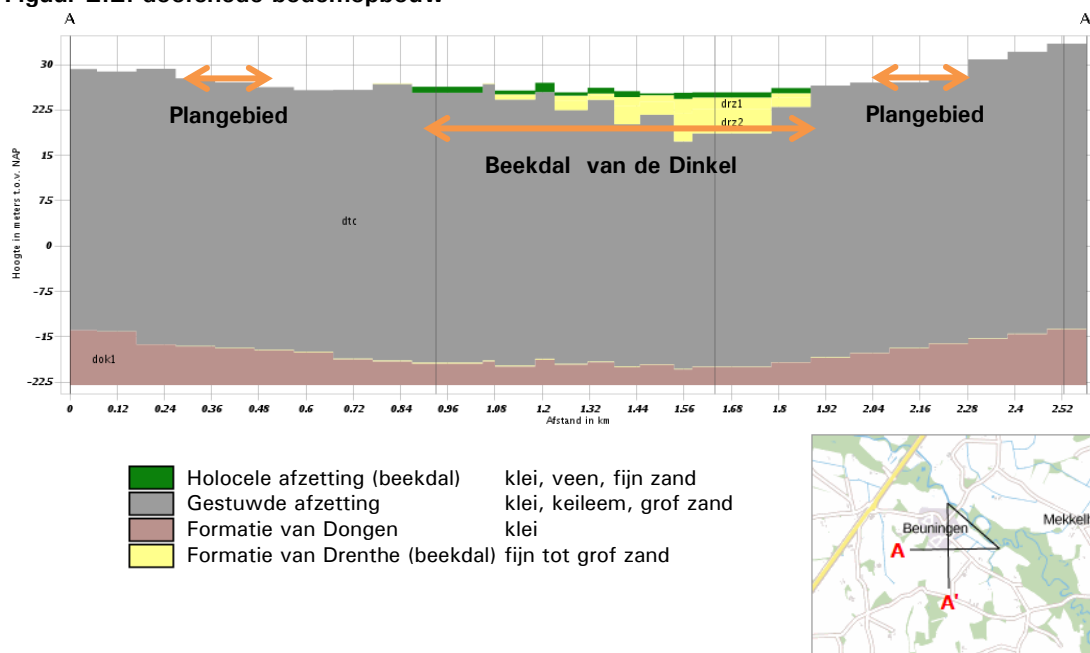 A A
30
22.5
15
7.5
0
-7.5
-15
-22.5
Hoogte in meters t.o.v. NAP
Plangebied
Plangebied
drz1
drz2
Beekdal van de Dinkel
dtc
dok1
0 0.12 0.24 0.36 0.48 0.6 0.72 0.84 0.96 1.08 1.2 1.32 1.44 1.56 1.68 1.8 1.92 2.04 2.16 2.28 2.4 2.52
Afstand in km
Holocele afzetting (beekdal) klei, veen, fijn zand
Gestuwde afzetting klei, keileem, grof zand
Formatie van Dongen klei
Formatie van Drenthe (beekdal) fijn tot grof zand
Beuningen
A
A'